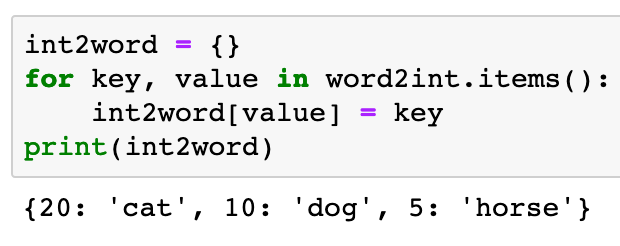 int2word = {}
for key, value in word2int.items():
    int2word[value] = key
print(int2word)
{20: 'cat', 10: 'dog', 5: 'horse'}